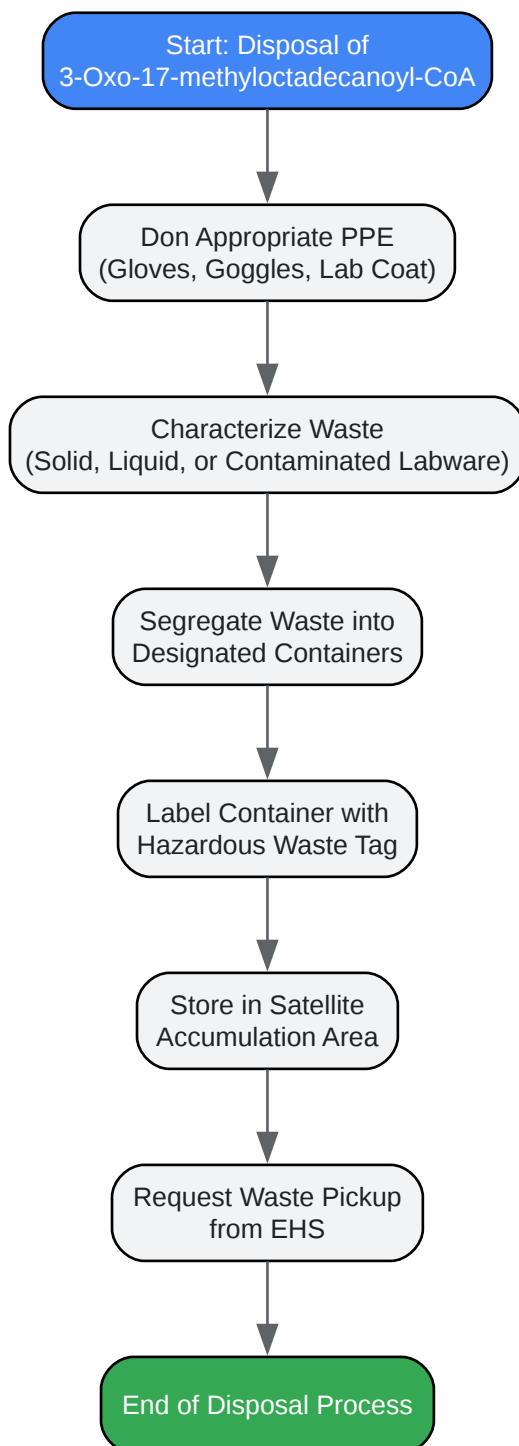 Start: Disposal of
3-Oxo-17-methyloctadecanoyl-CoA
Don Appropriate PPE
(Gloves, Goggles, Lab Coat)
Characterize Waste
(Solid, Liquid, or Contaminated Labware)
Segregate Waste into
Designated Containers
Label Container with
Hazardous Waste Tag
Store in Satellite
Accumulation Area
Request Waste Pickup
from EHS
End of Disposal Process